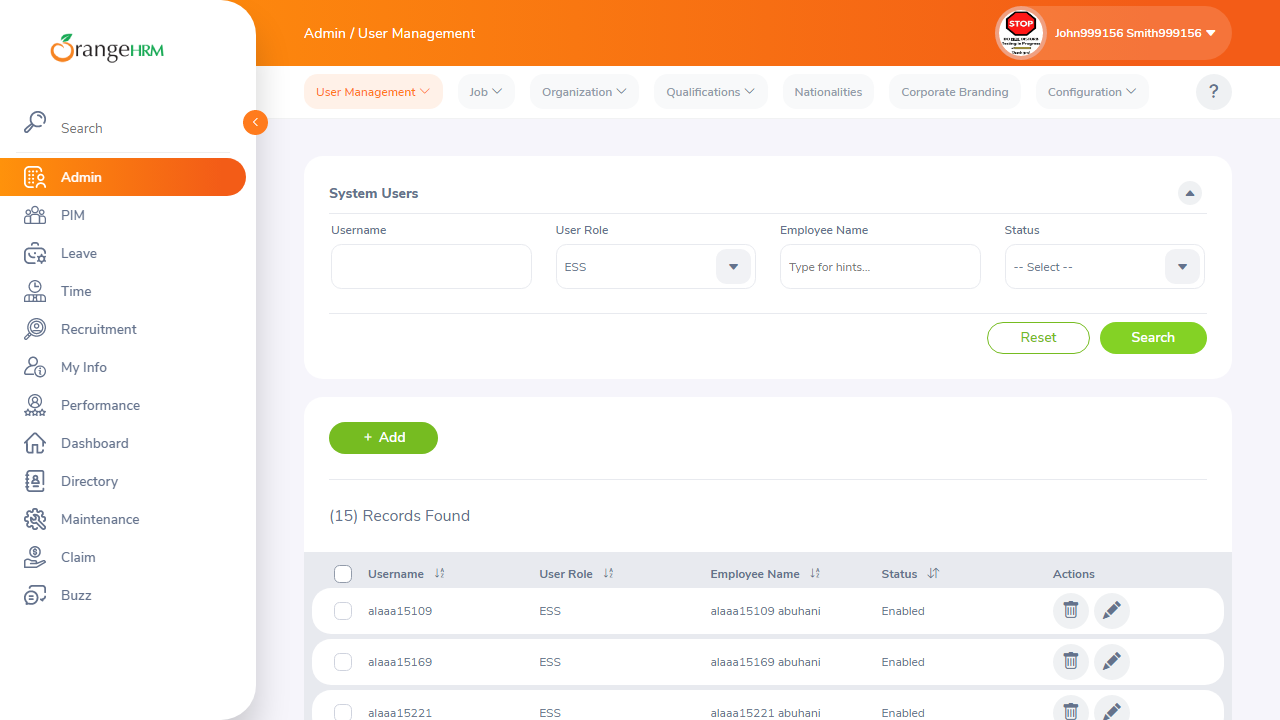 OrangeHRM
Search
Admin
PIM
Leave
Time
Recruitment
My Info
Performance
Dashboard
Directory
Maintenance
Claim
Buzz
Admin / User Management
STOP
John999156 Smith999156
User Management
Job
Organization
Qualifications
Nationalities
Corporate Branding
Configuration
?
System Users
Username
User Role
Employee Name
Status
ESS
Type for hints...
-- Select --
Reset
Search
+ Add
(15) Records Found
Username User Role Employee Name Status Actions
alaaa15109 ESS alaaa15109 abuhani Enabled
alaaa15169 ESS alaaa15169 abuhani Enabled
alaaa15221 ESS alaaa15221 abuhani Enabled